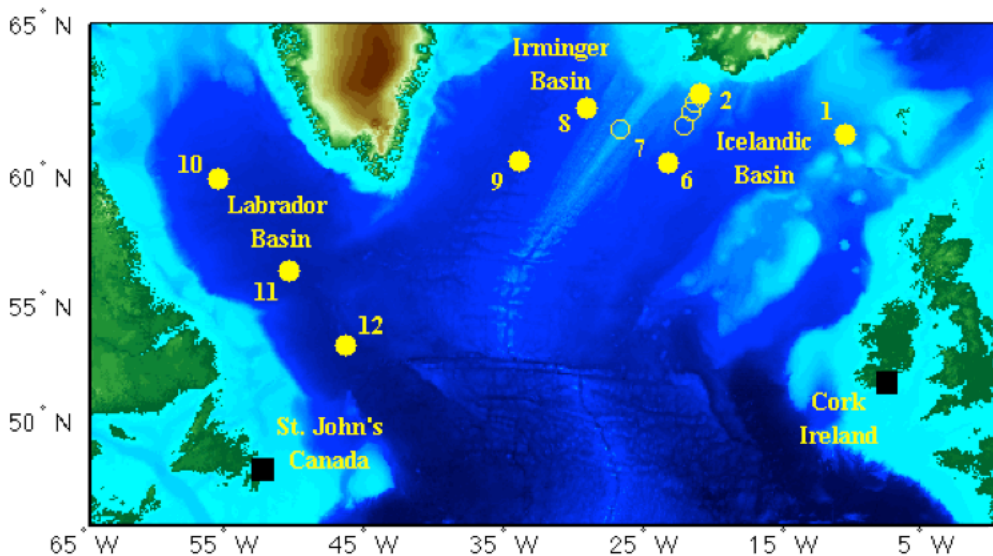 65° N
Irminger
Basin
8
2
1
7
Icelandic
Basin
60° N
10
9
6
Labrador
Basin
11
55° N
12
Cork
Ireland
50° N
St. John's
Canada
65° W
55° W
45° W
35° W
25° W
15° W
5° W